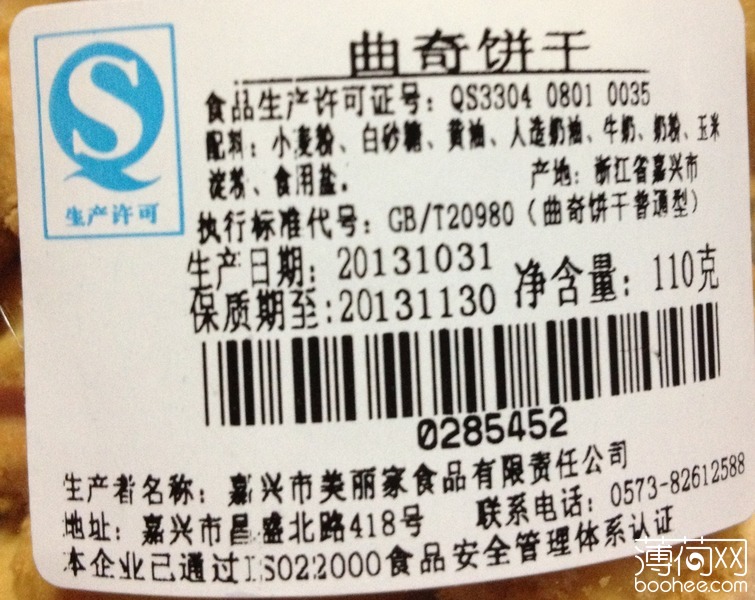 曲奇饼干
食品生产许可证号：QS3304 0801 0035
配料：小麦粉、白砂糖、黄油、人造奶油、牛奶、奶粉、玉米
淀粉、食用盐。
产地：浙江省嘉兴市
执行标准代号：GB/T20980（曲奇饼干普通型）
生产日期：20131031
保质期至:20131130
净含量：110克
0285452
生产者名称：嘉兴市美丽家食品有限责任公司
地址：嘉兴市昌盛北路418号
联系电话：0573-82612588
本企业已通过ISO22000食品安全管理体系认证
S
生产许可
薄荷网
boohee.com